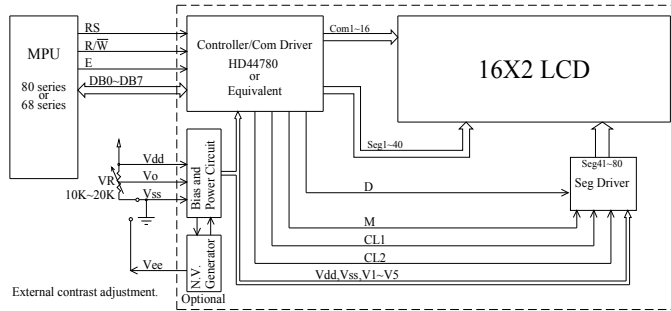 MPU
80 series
or
68 series
RS
R/W̅
E
DB0~DB7
Controller/Com Driver
HD44780
or
Equivalent
Com1~16
16X2 LCD
Seg1~40
Seg41~80
Seg Driver
D
M
CL1
CL2
Vdd,Vss,V1~V5
Bias and
Power Circuit
Vdd
Vo
Vss
VR
10K~20K
N.V.
Generator
Optional
Vee
External contrast adjustment.